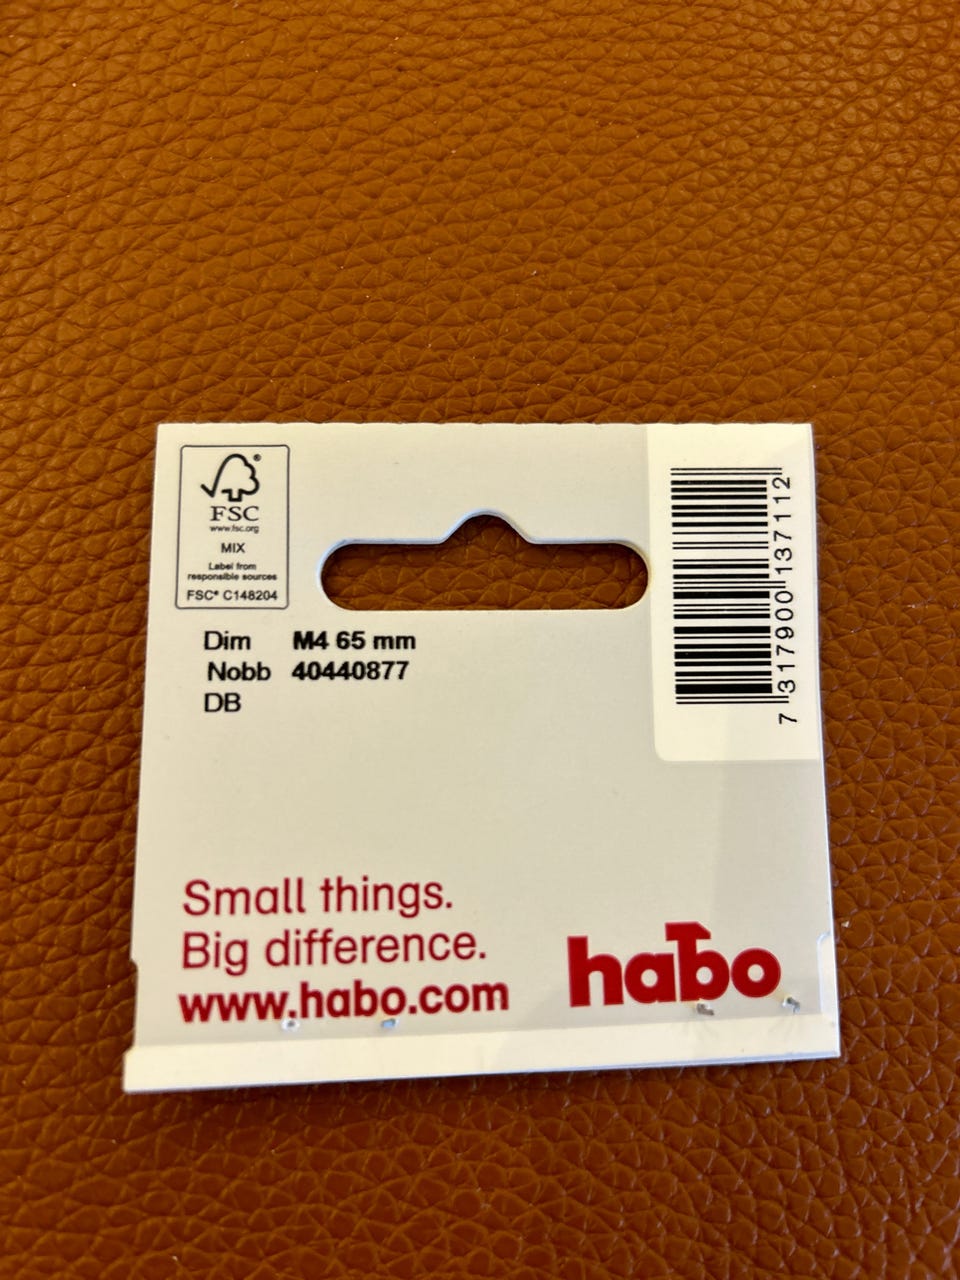 FSC®
www.fsc.org
MIX
Label from
responsible sources
FSC® C148204
Dim M4 65 mm
Nobb 40440877
DB
7 317900 137112
Small things.
Big difference.
www.habo.com
habo